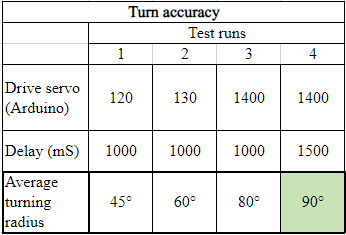 Turn accuracy
Test runs
1 2 3 4
Drive servo
(Arduino) 120 130 1400 1400
Delay (mS) 1000 1000 1000 1500
Average
turning
radius 45° 60° 80° 90°